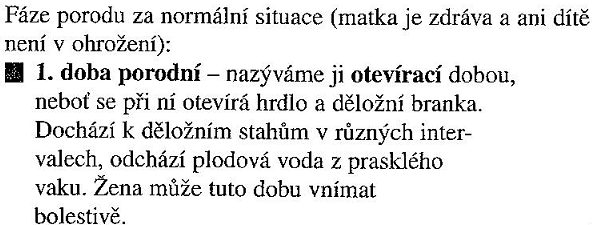 Fáze porodu za normální situace (matka je zdráva a ani dítě
není v ohrožení):
■ 1. doba porodní – nazýváme ji otevírací dobou,
neboť se při ní otevírá hrdlo a děložní branka.
Dochází k děložním stahům v různých inter-
valech, odchází plodová voda z prasklého
vaku. Žena může tuto dobu vnímat
bolestivě.